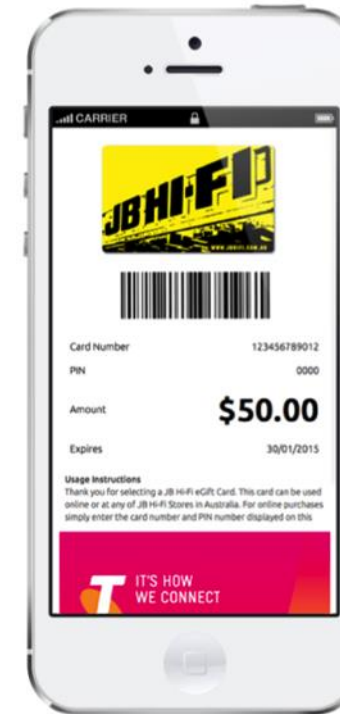 CARRIER
JB HI-FI
WWW.JBHIFI.COM.AU
Card Number 123456789012
PIN 0000
Amount $50.00
Expires 30/01/2015
Usage Instructions
Thank you for selecting a JB Hi-Fi eGift Card. This card can be used
online or at any of JB Hi-Fi Stores in Australia. For online purchases
simply enter the card number and PIN number displayed on this
T IT'S HOW
WE CONNECT